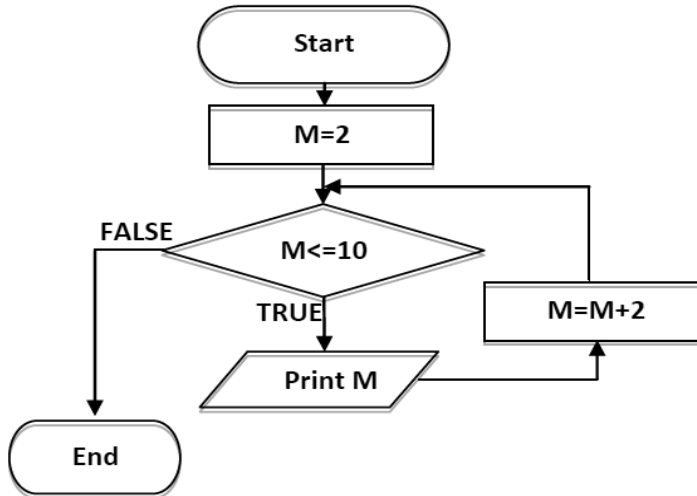 Start
M=2
FALSE
M<=10
TRUE
M=M+2
Print M
End